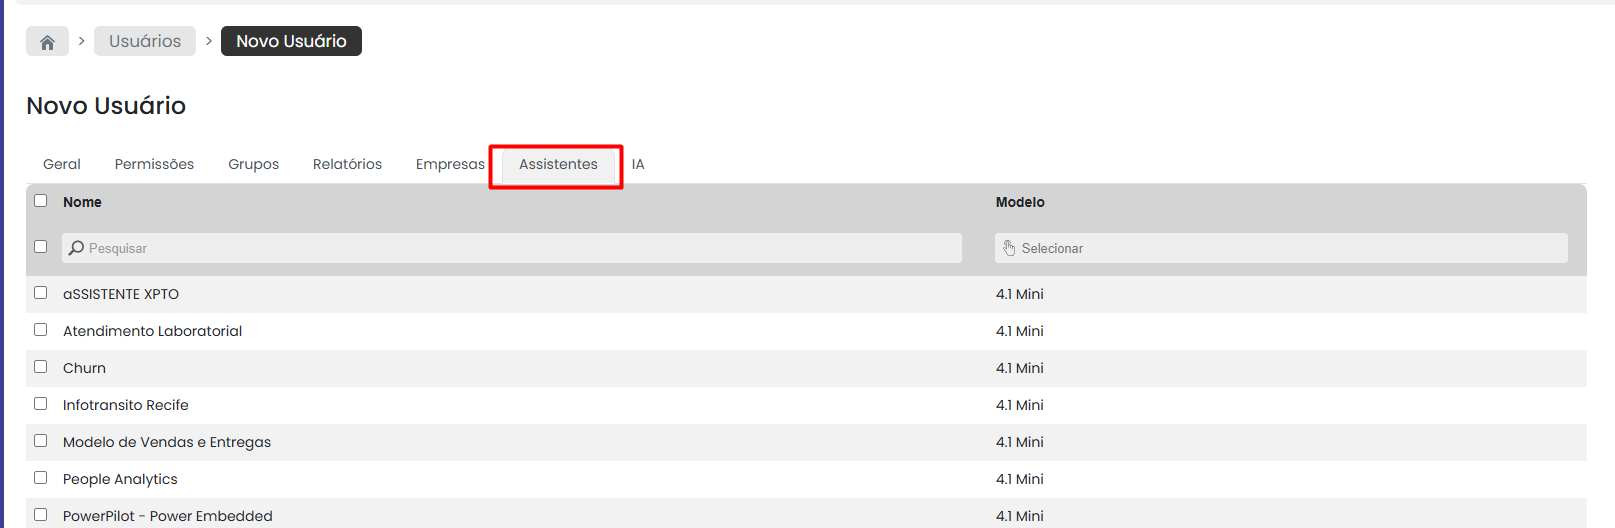 > Usuários > Novo Usuário
Novo Usuário
Geral Permissões Grupos Relatórios Empresas Assistentes IA
Nome Modelo
Pesquisar Selecionar
aSSISTENTE XPTO 4.1 Mini
Atendimento Laboratorial 4.1 Mini
Churn 4.1 Mini
Infotransito Recife 4.1 Mini
Modelo de Vendas e Entregas 4.1 Mini
People Analytics 4.1 Mini
PowerPilot - Power Embedded 4.1 Mini